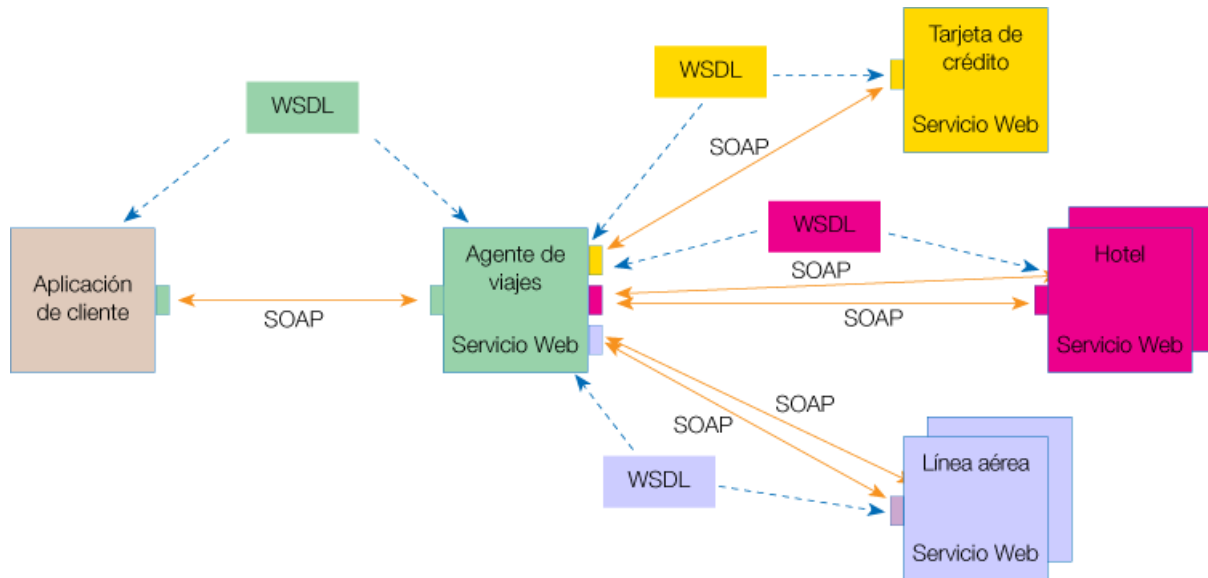 Tarjeta de
crédito
Servicio Web
WSDL
WSDL
SOAP
WSDL
Hotel
Servicio Web
SOAP
SOAP
Aplicación
de cliente
SOAP
Agente de
viajes
Servicio Web
SOAP
SOAP
WSDL
Línea aérea
Servicio Web